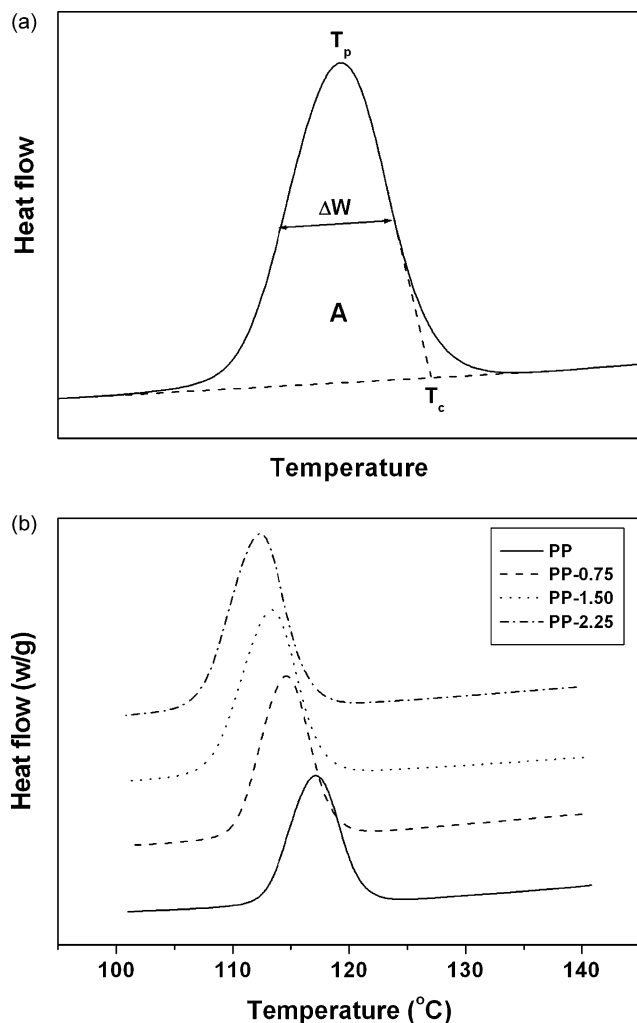 (a)
Tp
Heat flow
ΔW
A
Tc
Temperature
(b)
PP
PP-0.75
PP-1.50
PP-2.25
Heat flow (w/g)
100 110 120 130 140
Temperature (°C)